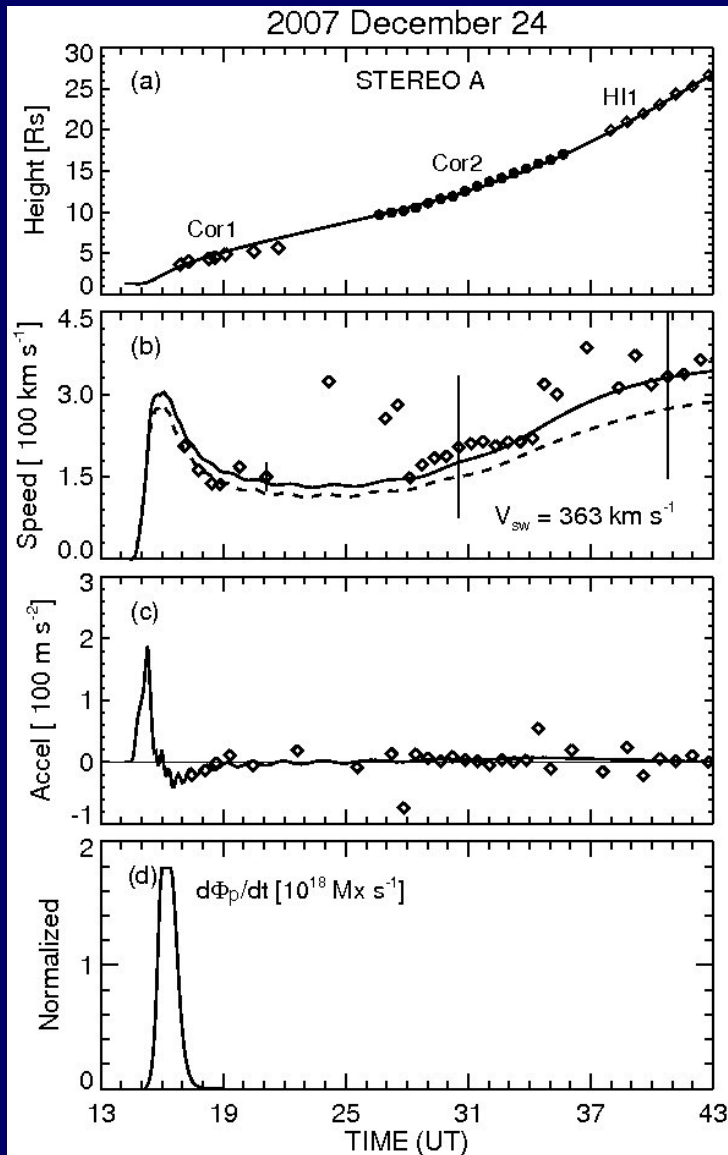 2007 December 24
(a)
STEREO A
Height [Rs]
30
25
20
15
10
5
0
Cor1
Cor2
HI1
(b)
Speed [ 100 km s⁻¹]
4.5
3.0
1.5
0.0
V_sw = 363 km s⁻¹
(c)
Accel [ 100 m s⁻²]
3
2
1
0
-1
(d)
dΦ_p/dt [10¹⁸ Mx s⁻¹]
Normalized
2
1
0
13 19 25 31 37 43
TIME (UT)